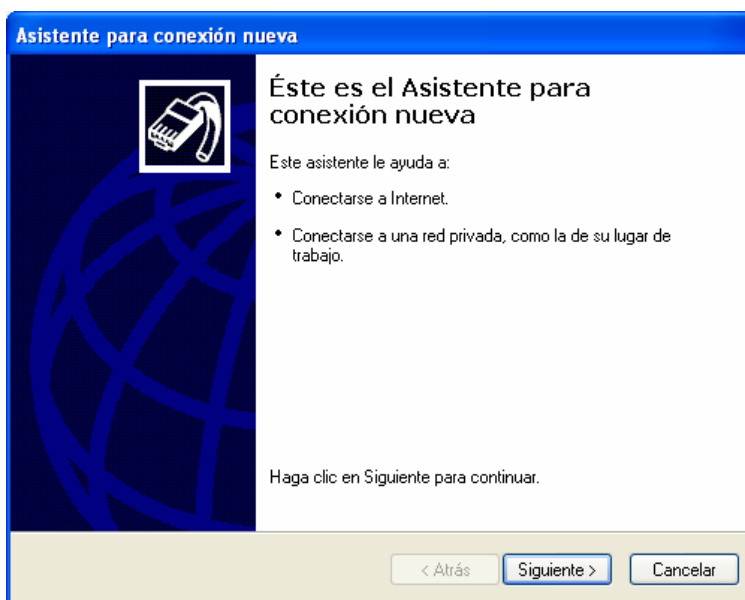 Asistente para conexión nueva
Éste es el Asistente para
conexión nueva
Este asistente le ayuda a:
• Conectarse a Internet.
• Conectarse a una red privada, como la de su lugar de
trabajo.
Haga clic en Siguiente para continuar.
< Atrás
Siguiente >
Cancelar